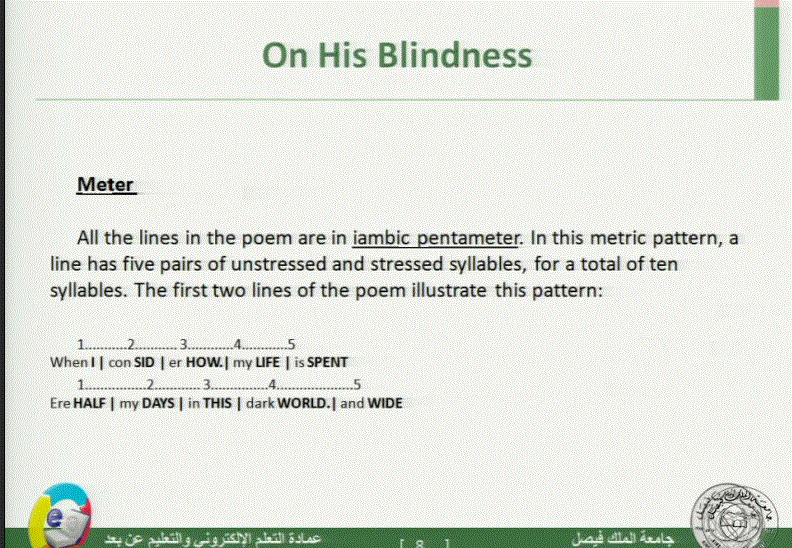 On His Blindness
Meter
All the lines in the poem are in iambic pentameter. In this metric pattern, a
line has five pairs of unstressed and stressed syllables, for a total of ten
syllables. The first two lines of the poem illustrate this pattern:
1...........2........... 3............4............5
When I | con SID | er HOW.| my LIFE | is SPENT
1................2............ 3...............4....................5
Ere HALF | my DAYS | in THIS | dark WORLD.| and WIDE
e
عمادة التعلم الإلكتروني والتعليم عن بعد
[ 8 ]
جامعة الملك فيصل